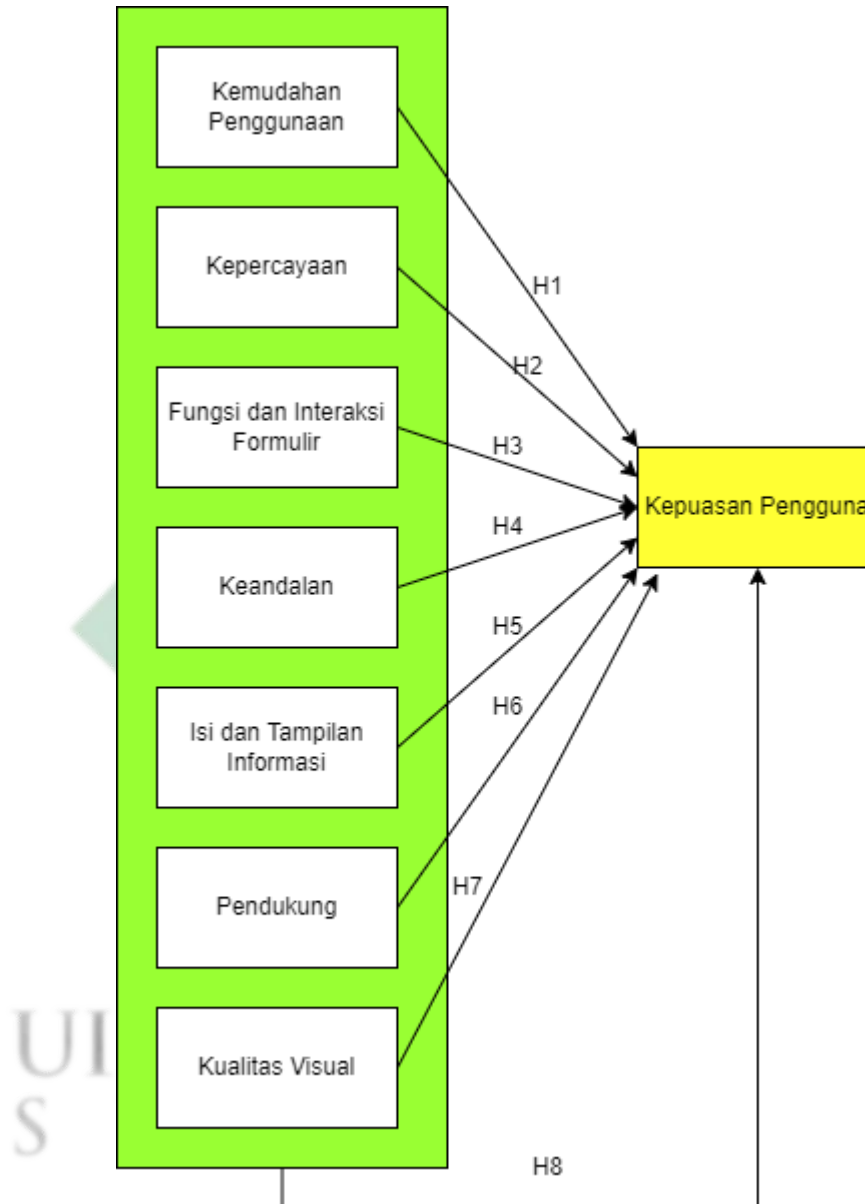 Kemudahan
Penggunaan
Kepercayaan
Fungsi dan Interaksi
Formulir
Keandalan
Isi dan Tampilan
Informasi
Pendukung
Kualitas Visual
H1
H2
H3
H4
H5
H6
H7
H8
Kepuasan Pengguna
UI
S